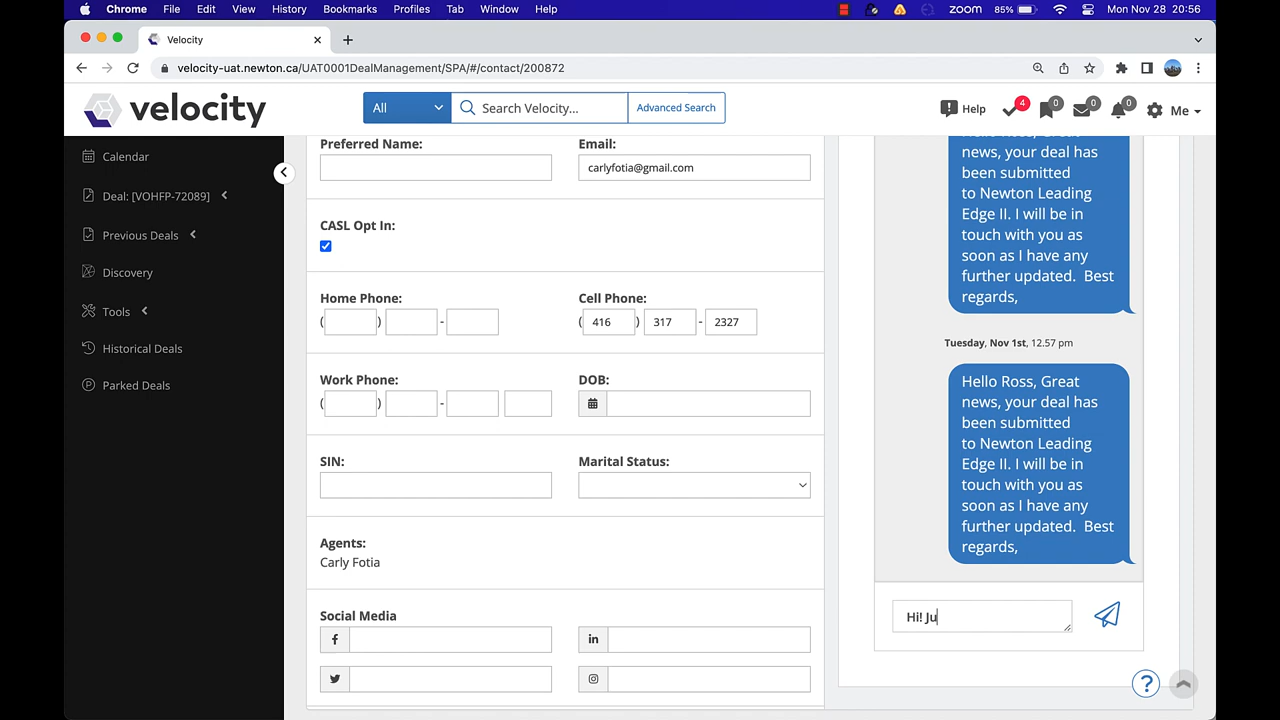 Chrome File Edit View History Bookmarks Profiles Tab Window Help zoom 85% Mon Nov 28 20:56
Velocity
velocity-uat.newton.ca/UAT0001DealManagement/SPA/#/contact/200872
velocity All Search Velocity... Advanced Search Help 4 0 0 0 Me
Calendar
Deal: [VOHFP-72089]
Previous Deals
Discovery
Tools
Historical Deals
Parked Deals
Preferred Name: Email:
carlyfotia@gmail.com
CASL Opt In:
Home Phone: Cell Phone:
( ) - (416) 317 - 2327
Work Phone: DOB:
( ) -
SIN: Marital Status:
Agents:
Carly Fotia
Social Media
news, your deal has
been submitted
to Newton Leading
Edge II. I will be in
touch with you as
soon as I have any
further updated. Best
regards,
Tuesday, Nov 1st, 12.57 pm
Hello Ross, Great
news, your deal has
been submitted
to Newton Leading
Edge II. I will be in
touch with you as
soon as I have any
further updated. Best
regards,
Hi! Ju
?